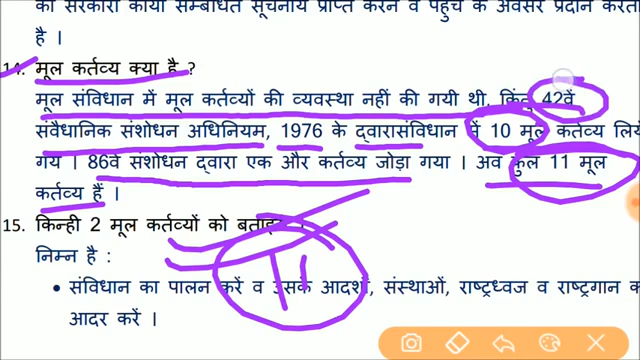 को सरकारी कार्यो सम्बंधित सूचनायें प्राप्त करने व पहुंच के अवसर प्रदान करता
है ।
14. मूल कर्तव्य क्या है ?
मूल संविधान में मूल कर्तव्यों की व्यवस्था नहीं की गयी थी, किंतु 42वें
संवैधानिक संशोधन अधिनियम, 1976 के द्वारासंविधान में 10 मूल कर्तव्य लिये
गये । 86वें संशोधन द्वारा एक और कर्तव्य जोड़ा गया । अब कुल 11 मूल
कर्तव्य हैं ।
15. किन्ही 2 मूल कर्तव्यों को बताइये ।
निम्न है :
• संविधान का पालन करें व उसके आदर्शों, संस्थाओं, राष्ट्रध्वज व राष्ट्रगान का
आदर करें ।
11